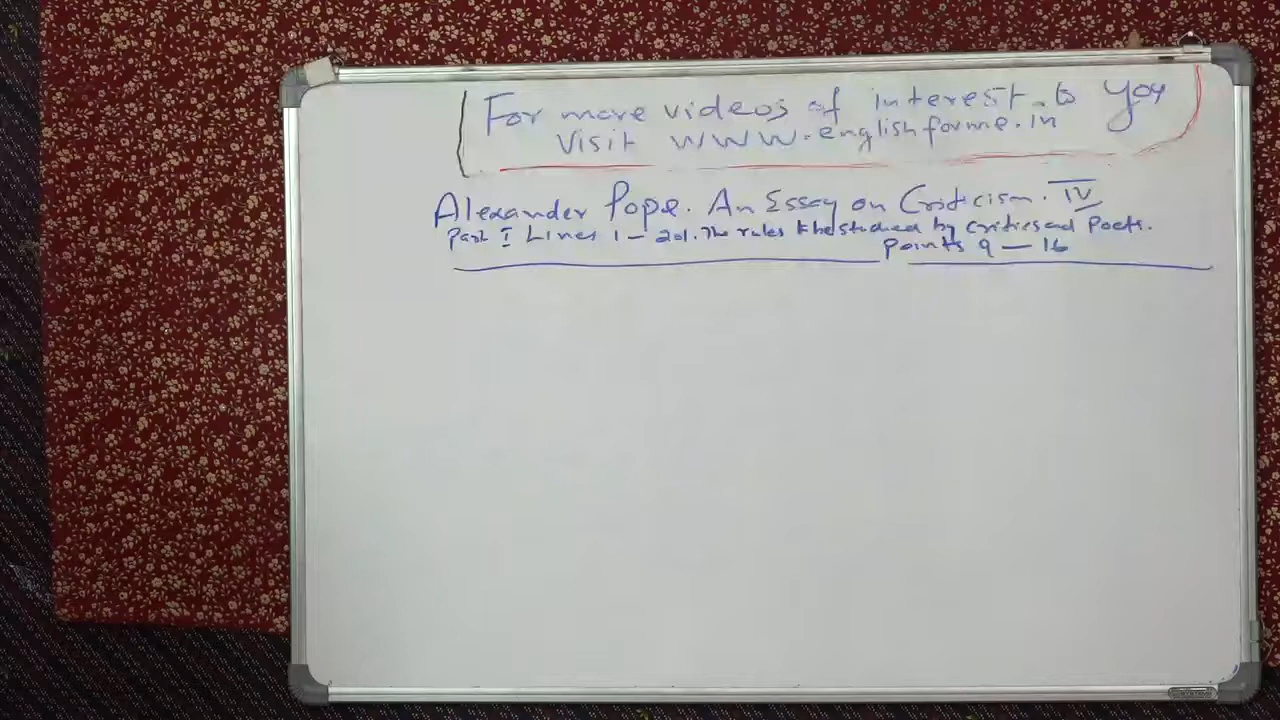 For more videos of interest to you
Visit www.englishforme.in
Alexander Pope. An Essay on Criticism. IV
Part I Lines 1 - 201. The rules to be studied by critics and Poets.
Points 9 - 16